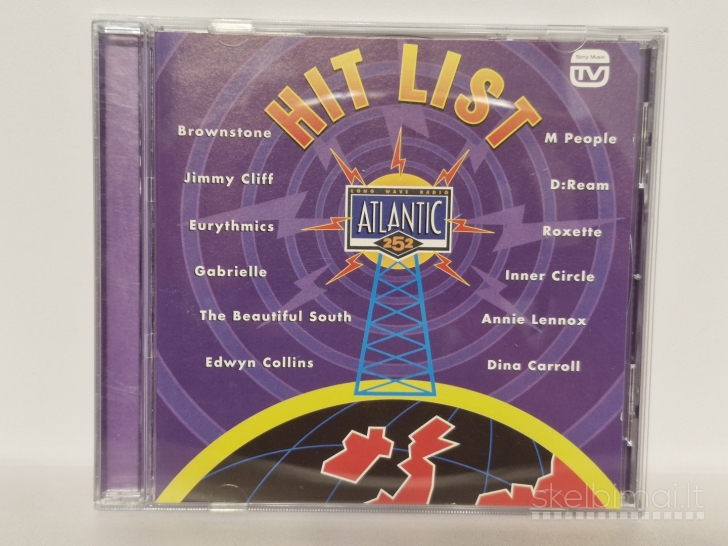 HIT LIST
Sony Music
TV
Brownstone
Jimmy Cliff
Eurythmics
Gabrielle
The Beautiful South
Edwyn Collins
M People
D:Ream
Roxette
Inner Circle
Annie Lennox
Dina Carroll
LONG WAVE RADIO
ATLANTIC
252
skelbimai.lt